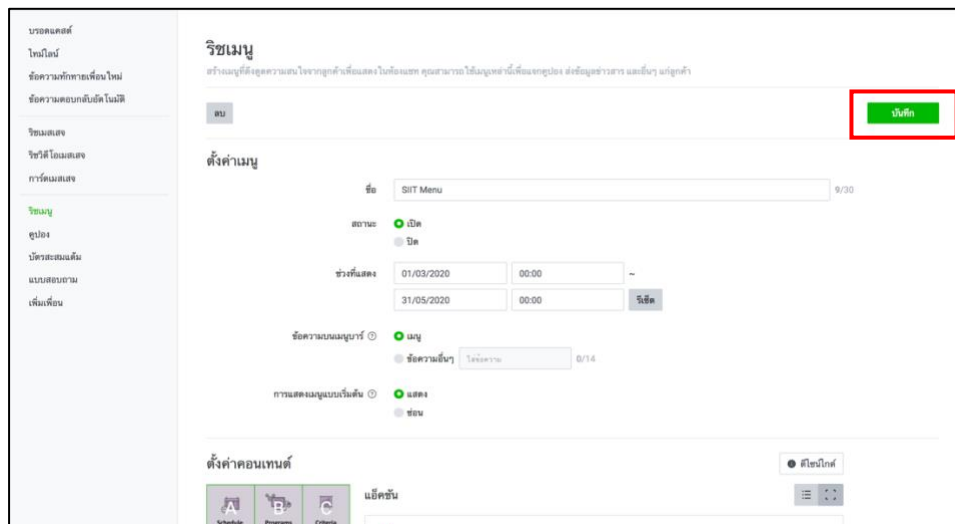 บรอดแคสต์
ไทม์ไลน์
ข้อความทักทายเพื่อนใหม่
ข้อความตอบกลับอัตโนมัติ
ริชเมสเสจ
ริชวิดีโอเมสเสจ
การ์ดเมสเสจ
ริชเมนู
คูปอง
บัตรสะสมแต้ม
แบบสอบถาม
เพิ่มเพื่อน
ริชเมนู
สร้างเมนูที่ดึงดูดความสนใจจากลูกค้าเพื่อแสดงในห้องแชท คุณสามารถใช้เมนูเหล่านี้เพื่อแจกคูปอง ส่งข้อมูลข่าวสาร และอื่นๆ แก่ลูกค้า
ลบ
บันทึก
ตั้งค่าเมนู
ชื่อ SIIT Menu 9/30
สถานะ เปิด
ปิด
ช่วงที่แสดง 01/03/2020 00:00 ~
31/05/2020 00:00 รีเซ็ต
ข้อความบนเมนูบาร์ เมนู
ข้อความอื่นๆ ใส่ข้อความ 0/14
การแสดงเมนูแบบเริ่มต้น แสดง
ซ่อน
ตั้งค่าคอนเทนต์ ดีไซน์ไกด์
แอ็คชัน
A B C
Schedule Programs Criteria